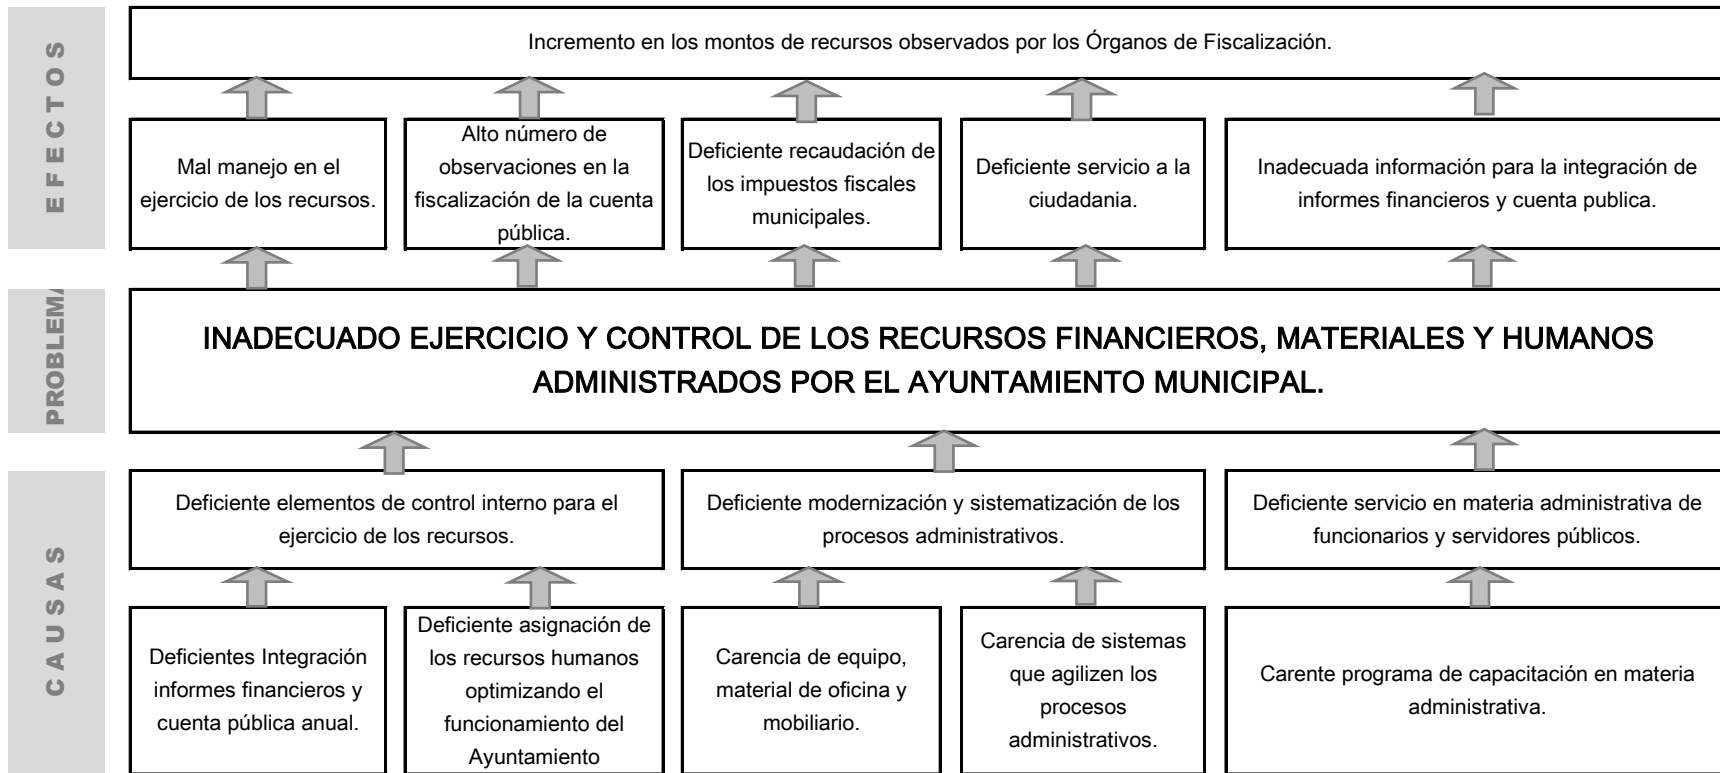 EFECTOS
Incremento en los montos de recursos observados por los Órganos de Fiscalización.
Mal manejo en el
ejercicio de los recursos.
Alto número de
observaciones en la
fiscalización de la cuenta
pública.
Deficiente recaudación de
los impuestos fiscales
municipales.
Deficiente servicio a la
ciudadania.
Inadecuada información para la integración de
informes financieros y cuenta publica.
PROBLEMA
INADECUADO EJERCICIO Y CONTROL DE LOS RECURSOS FINANCIEROS, MATERIALES Y HUMANOS
ADMINISTRADOS POR EL AYUNTAMIENTO MUNICIPAL.
CAUSAS
Deficiente elementos de control interno para el
ejercicio de los recursos.
Deficiente modernización y sistematización de los
procesos administrativos.
Deficiente servicio en materia administrativa de
funcionarios y servidores públicos.
Deficientes Integración
informes financieros y
cuenta pública anual.
Deficiente asignación de
los recursos humanos
optimizando el
funcionamiento del
Ayuntamiento
Carencia de equipo,
material de oficina y
mobiliario.
Carencia de sistemas
que agilizen los
procesos
administrativos.
Carente programa de capacitación en materia
administrativa.